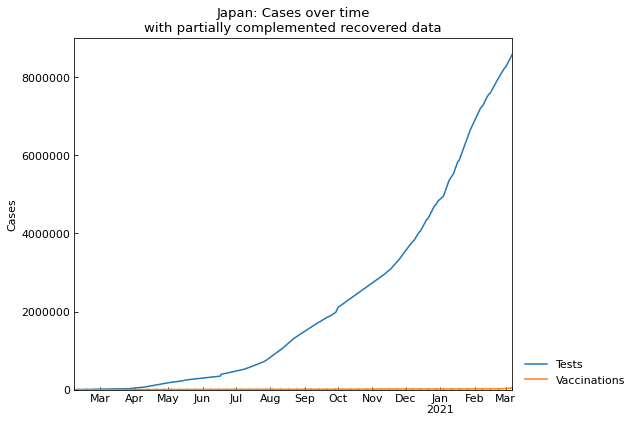 Japan: Cases over time
with partially complemented recovered data
Cases
8000000
6000000
4000000
2000000
0
Mar Apr May Jun Jul Aug Sep Oct Nov Dec Jan Feb Mar
2021
Tests
Vaccinations